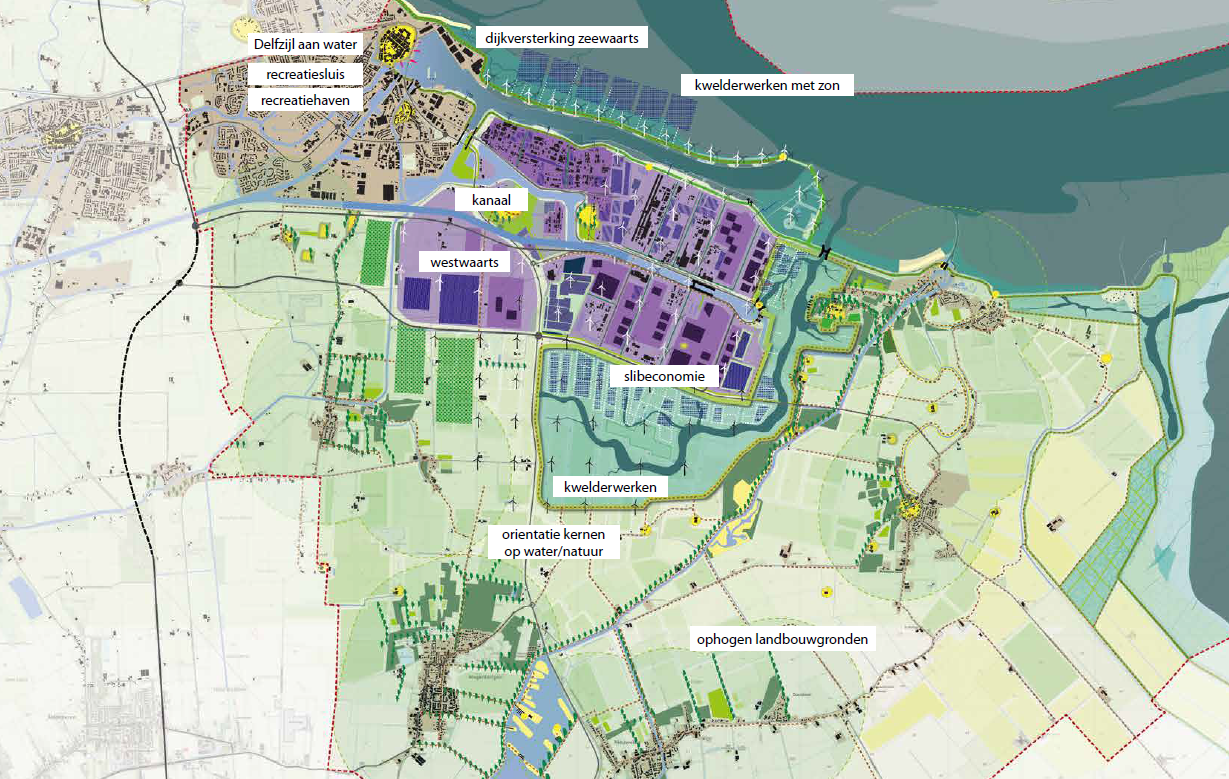 Delfzijl aan water
dijkversterking zeewaarts
recreatiesluis
kwelderwerken met zon
recreatiehaven
kanaal
westwaarts
slibeconomie
kwelderwerken
orientatie kernen
op water/natuur
ophogen landbouwgronden